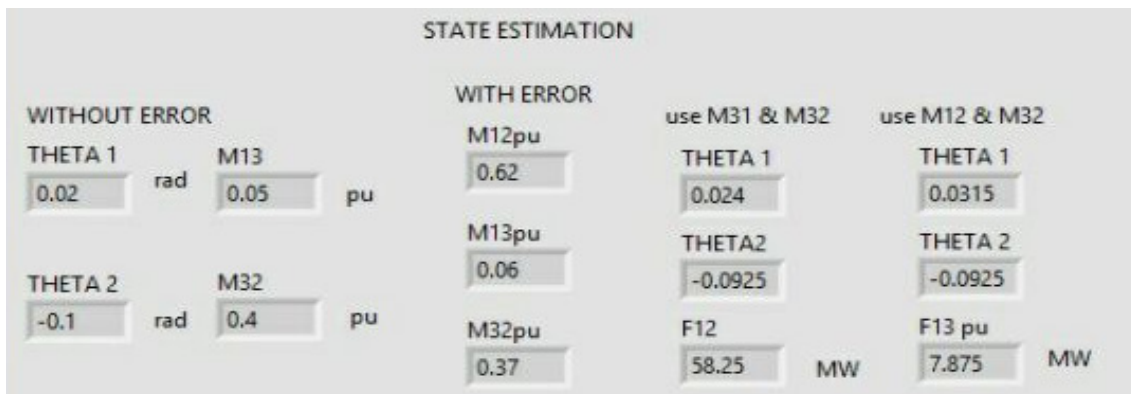 STATE ESTIMATION
WITHOUT ERROR
THETA 1
0.02
rad
M13
0.05
pu
THETA 2
-0.1
rad
M32
0.4
pu
WITH ERROR
M12pu
0.62
M13pu
0.06
M32pu
0.37
use M31 & M32
THETA 1
0.024
THETA2
-0.0925
F12
58.25
MW
use M12 & M32
THETA 1
0.0315
THETA 2
-0.0925
F13 pu
7.875
MW